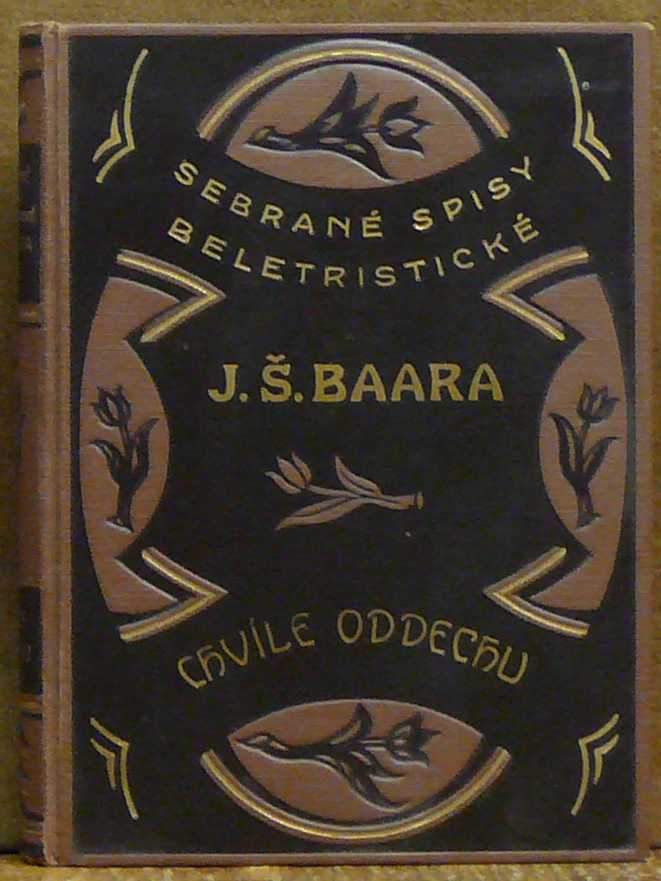 SEBRANÉ SPISY
BELETRISTICKÉ
J. Š. BAARA
CHVÍLE ODDECHU